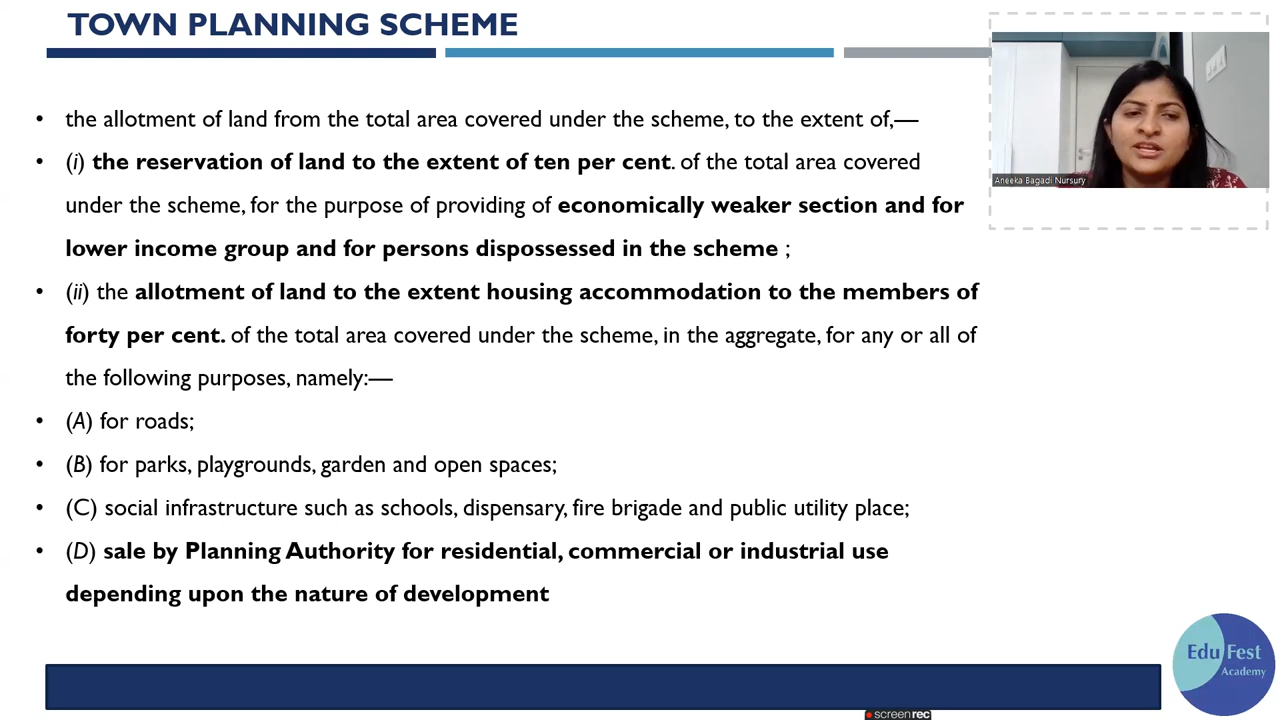 TOWN PLANNING SCHEME
Aneeka Bagadi Nursury
• the allotment of land from the total area covered under the scheme, to the extent of,—
• (i) the reservation of land to the extent of ten per cent. of the total area covered
under the scheme, for the purpose of providing of economically weaker section and for
lower income group and for persons dispossessed in the scheme ;
• (ii) the allotment of land to the extent housing accommodation to the members of
forty per cent. of the total area covered under the scheme, in the aggregate, for any or all of
the following purposes, namely:—
• (A) for roads;
• (B) for parks, playgrounds, garden and open spaces;
• (C) social infrastructure such as schools, dispensary, fire brigade and public utility place;
• (D) sale by Planning Authority for residential, commercial or industrial use
depending upon the nature of development
Edu Fest
Academy
screenrec